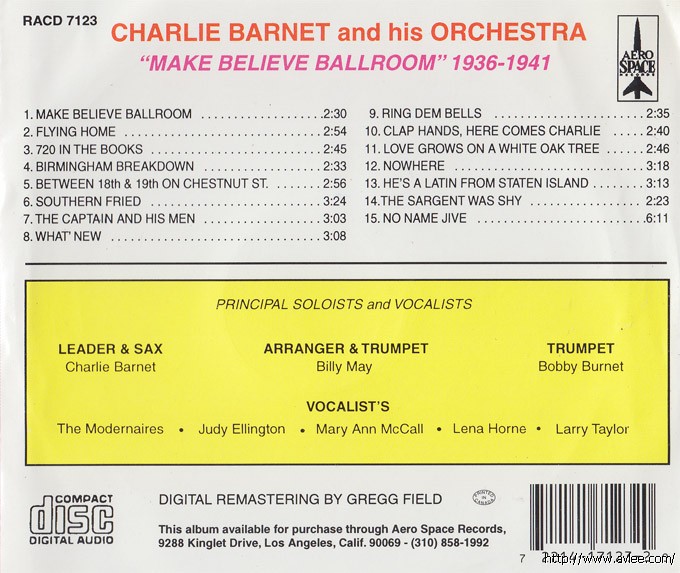 RACD 7123
CHARLIE BARNET and his ORCHESTRA
“MAKE BELIEVE BALLROOM” 1936-1941
AERO
SPACE
RECORDS
1. MAKE BELIEVE BALLROOM ........................2:30
2. FLYING HOME ........................2:54
3. 720 IN THE BOOKS ........................2:45
4. BIRMINGHAM BREAKDOWN ........................2:33
5. BETWEEN 18th & 19th ON CHESTNUT ST. ........2:56
6. SOUTHERN FRIED ........................3:24
7. THE CAPTAIN AND HIS MEN ........................3:03
8. WHAT' NEW ........................3:08
9. RING DEM BELLS ........................2:35
10. CLAP HANDS, HERE COMES CHARLIE ........2:40
11. LOVE GROWS ON A WHITE OAK TREE ........2:46
12. NOWHERE ........................3:18
13. HE'S A LATIN FROM STATEN ISLAND ........3:13
14.THE SARGENT WAS SHY ........................2:23
15. NO NAME JIVE ........................6:11
PRINCIPAL SOLOISTS and VOCALISTS
LEADER & SAX
Charlie Barnet
ARRANGER & TRUMPET
Billy May
TRUMPET
Bobby Burnet
VOCALIST'S
The Modernaires • Judy Ellington • Mary Ann McCall • Lena Horne • Larry Taylor
COMPACT
disc
DIGITAL AUDIO
DIGITAL REMASTERING BY GREGG FIELD
PRINTED
IN
CANADA
This album available for purchase through Aero Space Records,
9288 Kinglet Drive, Los Angeles, Calif. 90069 - (310) 858-1992
7
http://www.avlee.com/